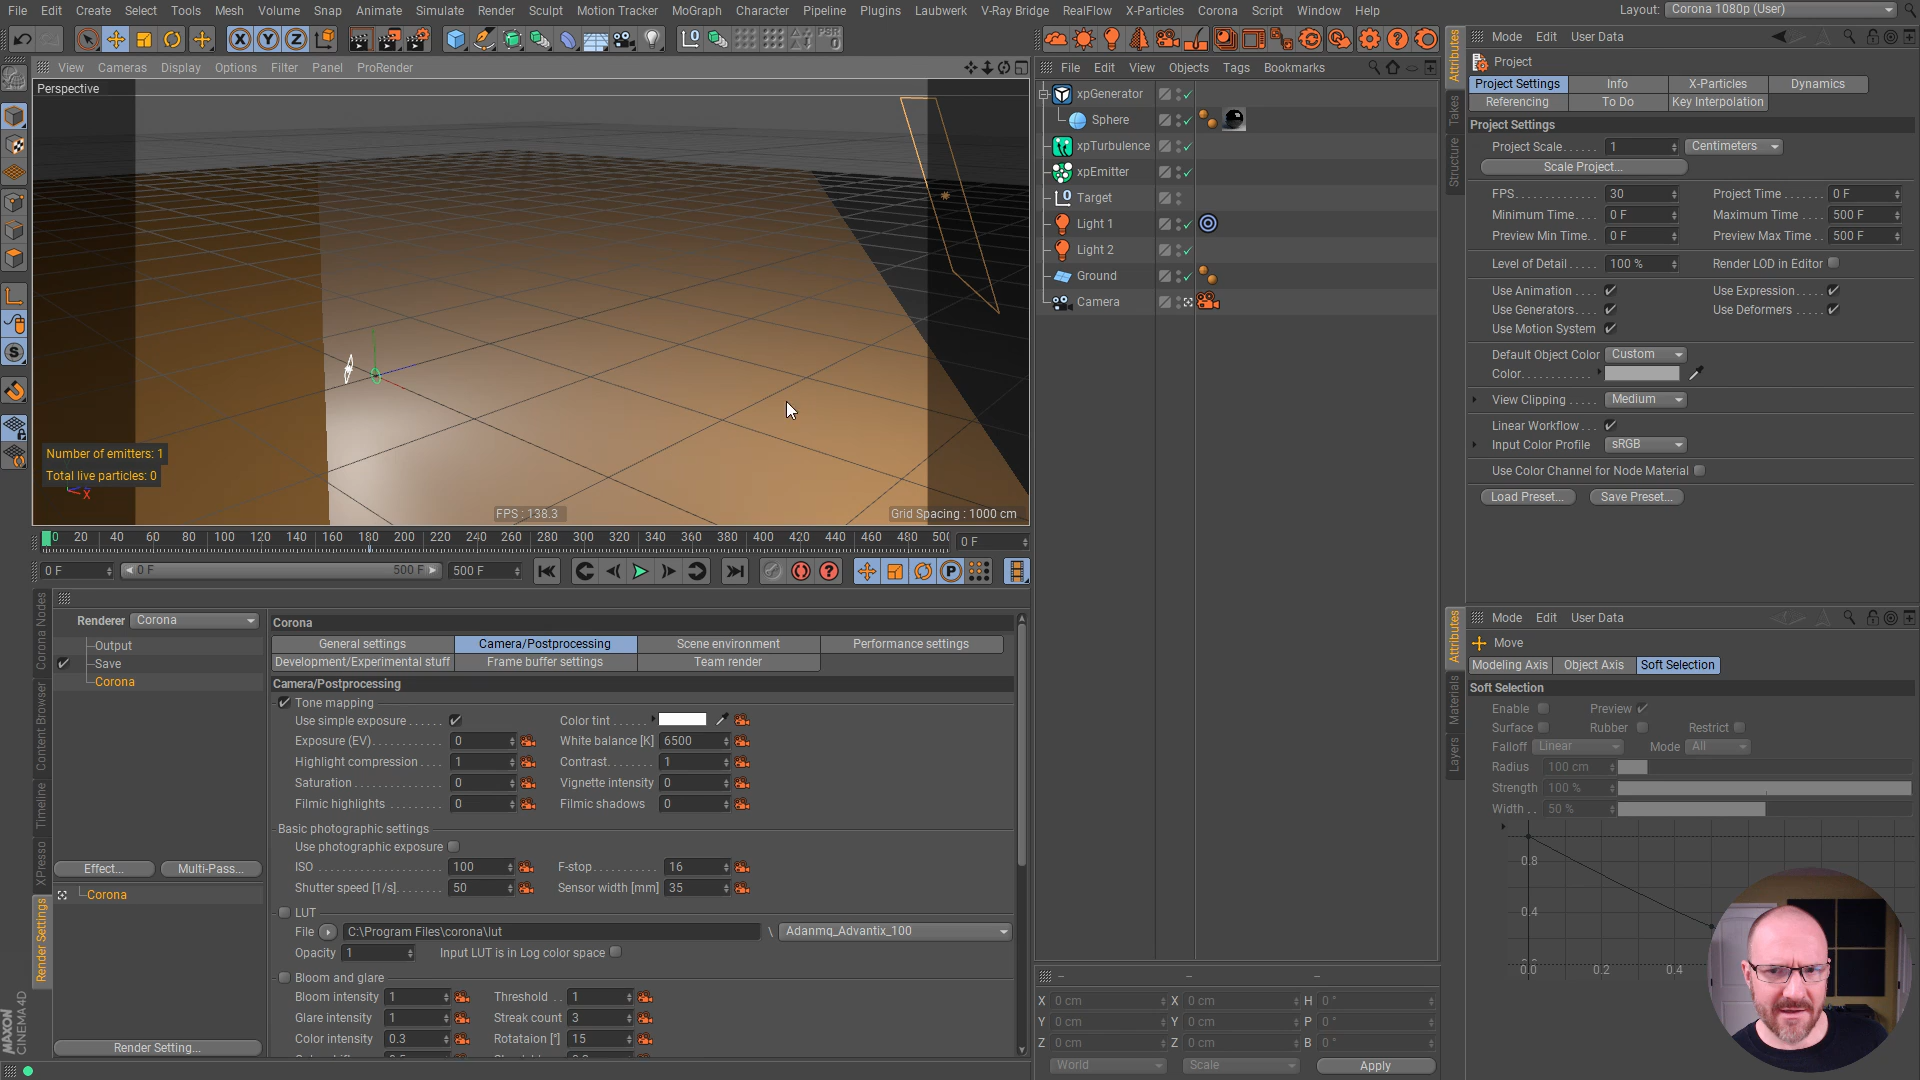 File Edit Create Select Tools Mesh Volume Snap Animate Simulate Render Sculpt Motion Tracker MoGraph Character Pipeline Plugins Laubwerk V-Ray Bridge RealFlow X-Particles Corona Script Window Help Layout: Corona 1080p (User)
X Y Z PSR
View Cameras Display Options Filter Panel ProRender
Perspective
Number of emitters: 1
Total live particles: 0
X
FPS : 138.3
Grid Spacing : 1000 cm
0 20 40 60 80 100 120 140 160 180 200 220 240 260 280 300 320 340 360 380 400 420 440 460 480 0 F
0 F 0 F 500 F 500 F
File Edit View Objects Tags Bookmarks
xpGenerator
Sphere
xpTurbulence
xpEmitter
Target
Light 1
Light 2
Ground
Camera
Attributes
Takes
Structure
Mode Edit User Data
Project
Project Settings Info X-Particles Dynamics
Referencing To Do Key Interpolation
Project Settings
Project Scale 1 Centimeters
Scale Project...
FPS 30 Project Time 0 F
Minimum Time 0 F Maximum Time 500 F
Preview Min Time 0 F Preview Max Time 500 F
Level of Detail 100 % Render LOD in Editor
Use Animation Use Expression
Use Generators Use Deformers
Use Motion System
Default Object Color Custom
Color
View Clipping Medium
Linear Workflow
Input Color Profile sRGB
Use Color Channel for Node Material
Load Preset... Save Preset...
Corona Nodes
Content Browser
Timeline
XPresso
Render Settings
Renderer Corona
Output
Save
Corona
Effect... Multi-Pass...
Corona
Render Setting...
MAXON CINEMA 4D
Corona
General settings Camera/Postprocessing Scene environment Performance settings
Development/Experimental stuff Frame buffer settings Team render
Camera/Postprocessing
Tone mapping
Use simple exposure Color tint
Exposure (EV) 0 White balance [K] 6500
Highlight compression 1 Contrast 1
Saturation 0 Vignette intensity 0
Filmic highlights 0 Filmic shadows 0
Basic photographic settings
Use photographic exposure
ISO 100 F-stop 16
Shutter speed [1/s] 50 Sensor width [mm] 35
LUT
File C:\Program Files\corona\lut \ Adanmq_Advantix_100
Opacity 1 Input LUT is in Log color space
Bloom and glare
Bloom intensity 1 Threshold 1
Glare intensity 1 Streak count 3
Color intensity 0.3 Rotataion [°] 15
X 0 cm X 0 cm H 0 °
Y 0 cm Y 0 cm P 0 °
Z 0 cm Z 0 cm B 0 °
World Scale Apply
Attributes
Materials
Layers
Mode Edit User Data
Move
Modeling Axis Object Axis Soft Selection
Soft Selection
Enable Preview
Surface Rubber Restrict
Falloff Linear Mode All
Radius 100 cm
Strength 100 %
Width 50 %
0.8
0.4
0.0 0.2 0.4